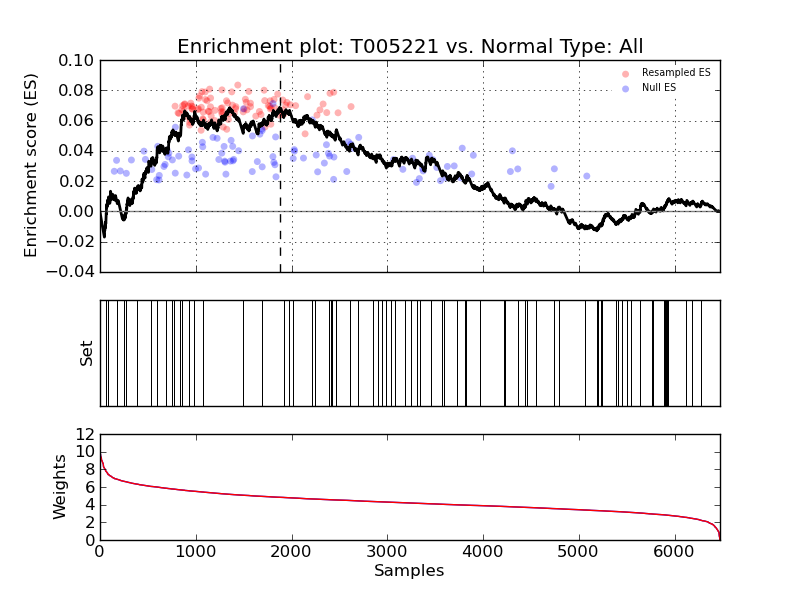 Enrichment plot: T005221 vs. Normal Type: All
Enrichment score (ES)
0.10
0.08
0.06
0.04
0.02
0.00
−0.02
−0.04
Resampled ES
Null ES
Set
Weights
12
10
8
6
4
2
0
0 1000 2000 3000 4000 5000 6000
Samples